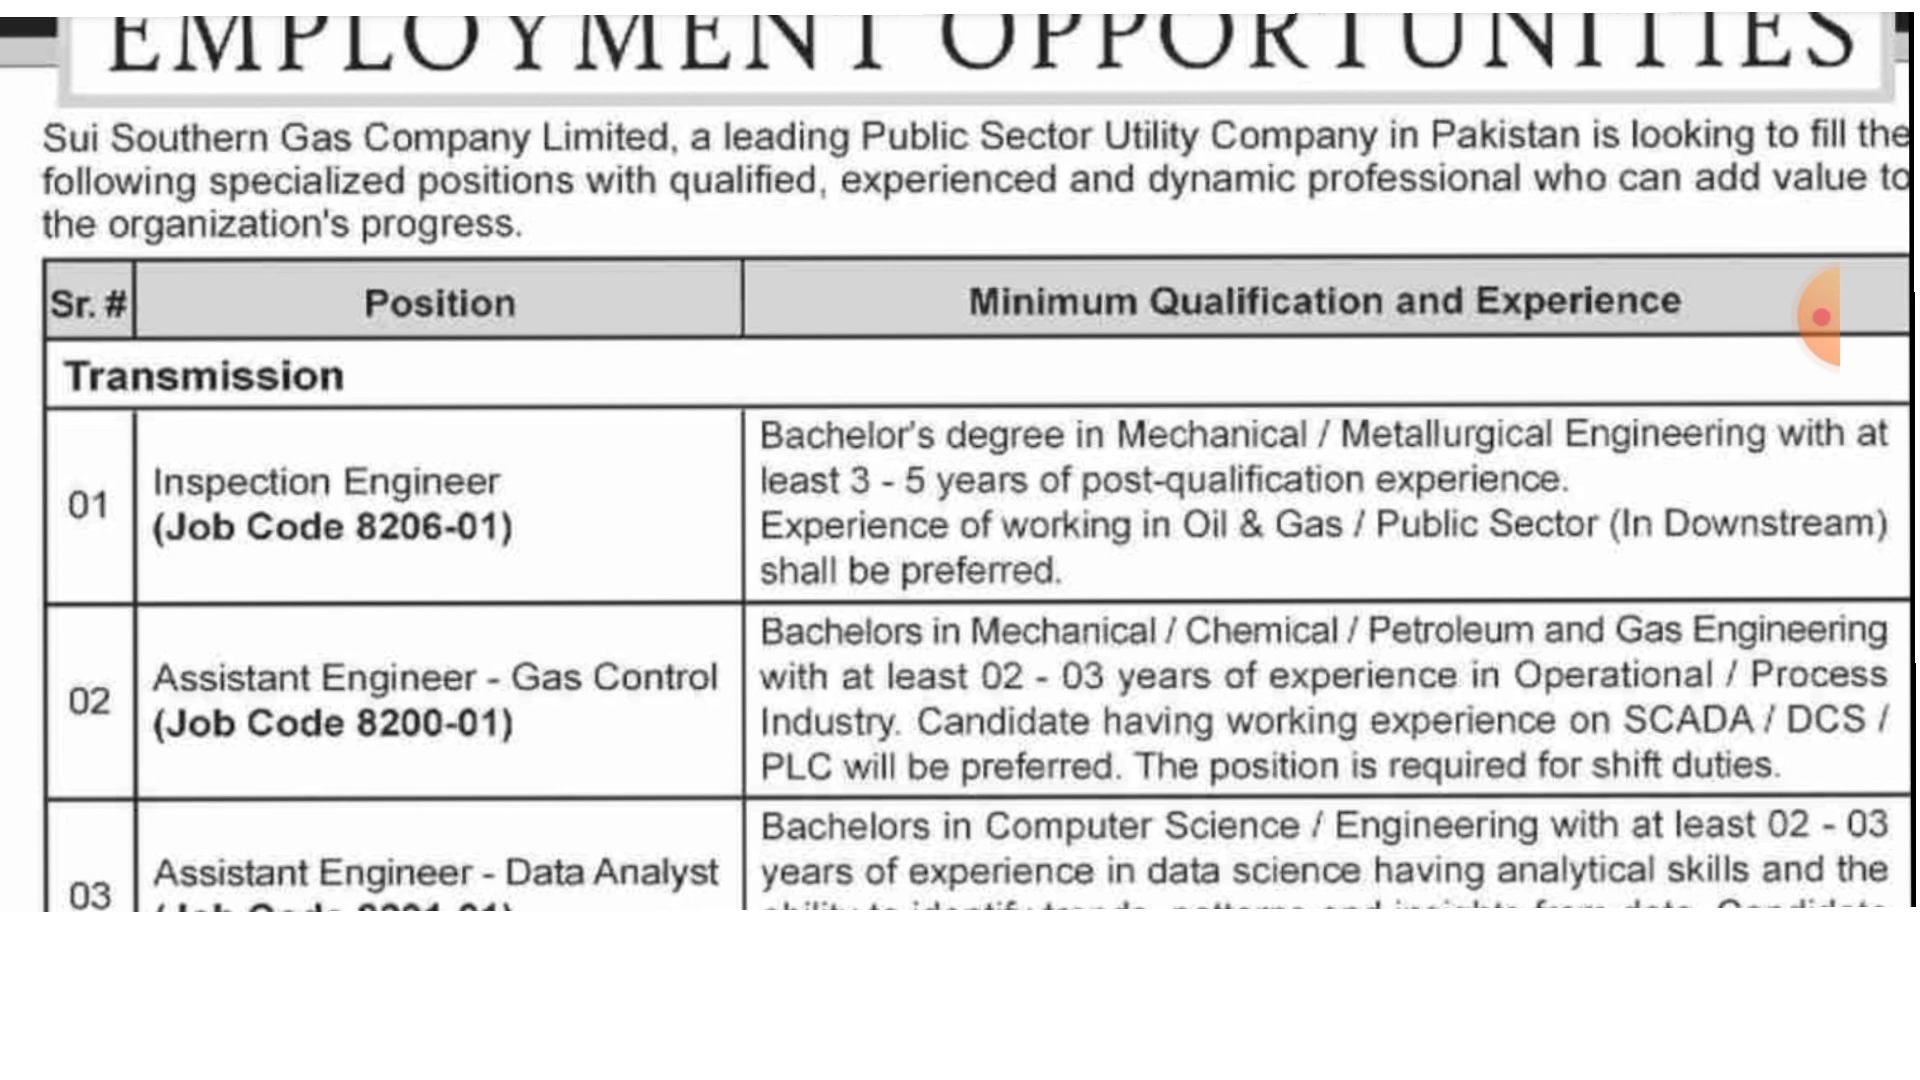 EMPLOYMENT OPPORTUNITIES
Sui Southern Gas Company Limited, a leading Public Sector Utility Company in Pakistan is looking to fill the
following specialized positions with qualified, experienced and dynamic professional who can add value to
the organization's progress.
Sr. # Position Minimum Qualification and Experience
Transmission
01
Inspection Engineer
(Job Code 8206-01)
Bachelor's degree in Mechanical / Metallurgical Engineering with at
least 3 - 5 years of post-qualification experience.
Experience of working in Oil & Gas / Public Sector (In Downstream)
shall be preferred.
02
Assistant Engineer - Gas Control
(Job Code 8200-01)
Bachelors in Mechanical / Chemical / Petroleum and Gas Engineering
with at least 02 - 03 years of experience in Operational / Process
Industry. Candidate having working experience on SCADA / DCS /
PLC will be preferred. The position is required for shift duties.
03
Assistant Engineer - Data Analyst
Bachelors in Computer Science / Engineering with at least 02 - 03
years of experience in data science having analytical skills and the